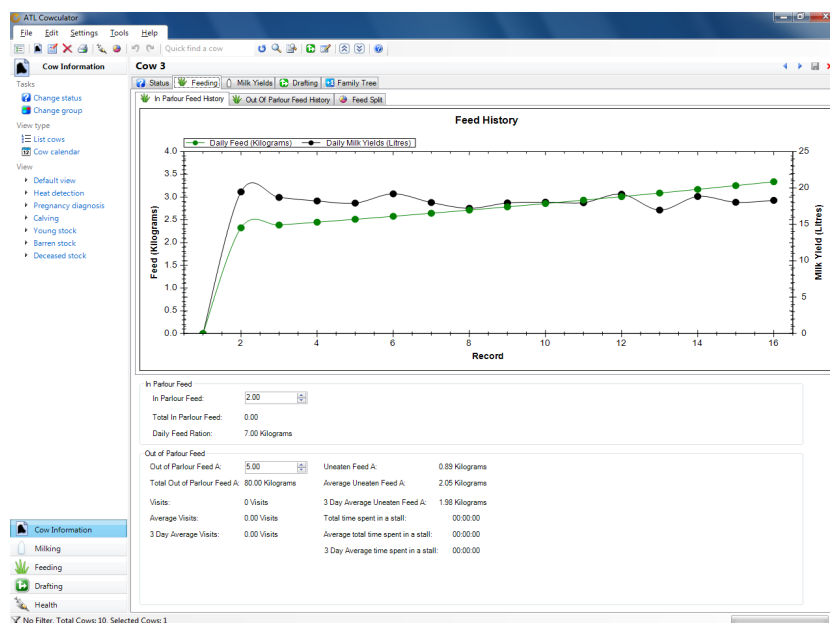 ATL Cowculator
File Edit Settings Tools Help
Quick find a cow
Cow Information
Cow 3
Tasks
Change status
Change group
View type
List cows
Cow calendar
View
Default view
Heat detection
Pregnancy diagnosis
Calving
Young stock
Barren stock
Deceased stock
Status Feeding Milk Yields Drafting Family Tree
In Parlour Feed History Out Of Parlour Feed History Feed Split
Feed History
Daily Feed (Kilograms) Daily Milk Yields (Litres)
Feed (Kilograms)
4.0
3.5
3.0
2.5
2.0
1.5
1.0
0.5
0.0
25
20
15
10
5
0
Milk Yield (Litres)
2 4 6 8 10 12 14 16
Record
In Parlour Feed
In Parlour Feed: 2.00
Total In Parlour Feed: 0.00
Daily Feed Ration: 7.00 Kilograms
Out of Parlour Feed
Out of Parlour Feed A: 5.00 Uneaten Feed A: 0.89 Kilograms
Total Out of Parlour Feed A: 80.00 Kilograms Average Uneaten Feed A: 2.05 Kilograms
Visits: 0 Visits 3 Day Average Uneaten Feed A: 1.98 Kilograms
Average Visits: 0.00 Visits Total time spent in a stall: 00:00:00
3 Day Average Visits: 0.00 Visits Average total time spent in a stall: 00:00:00
3 Day Average time spent in a stall: 00:00:00
Cow Information
Milking
Feeding
Drafting
Health
No Filter. Total Cows: 10, Selected Cows: 1